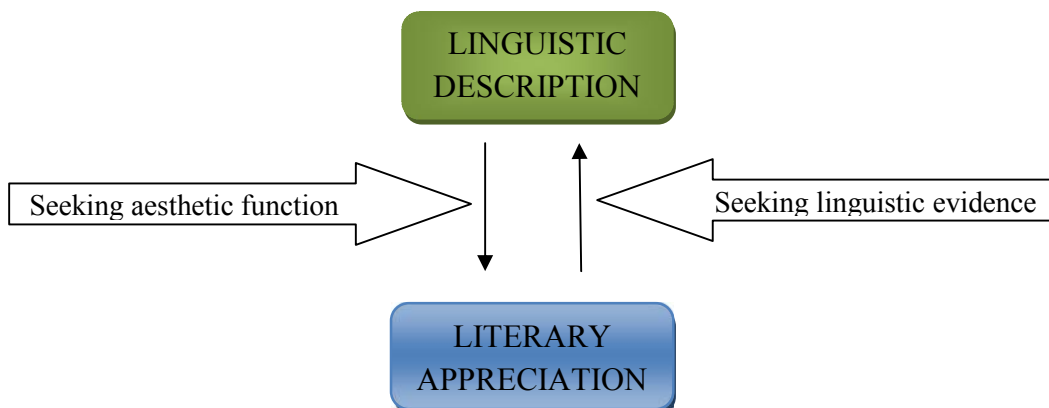 LINGUISTIC
DESCRIPTION
Seeking aesthetic function
Seeking linguistic evidence
LITERARY
APPRECIATION